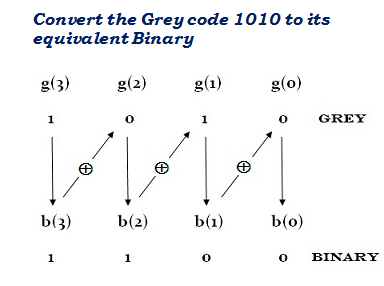 Convert the Grey code 1010 to its
equivalent Binary
g(3) g(2) g(1) g(0)
1 0 1 0 GREY
⊕ ⊕ ⊕
b(3) b(2) b(1) b(0)
1 1 0 0 BINARY